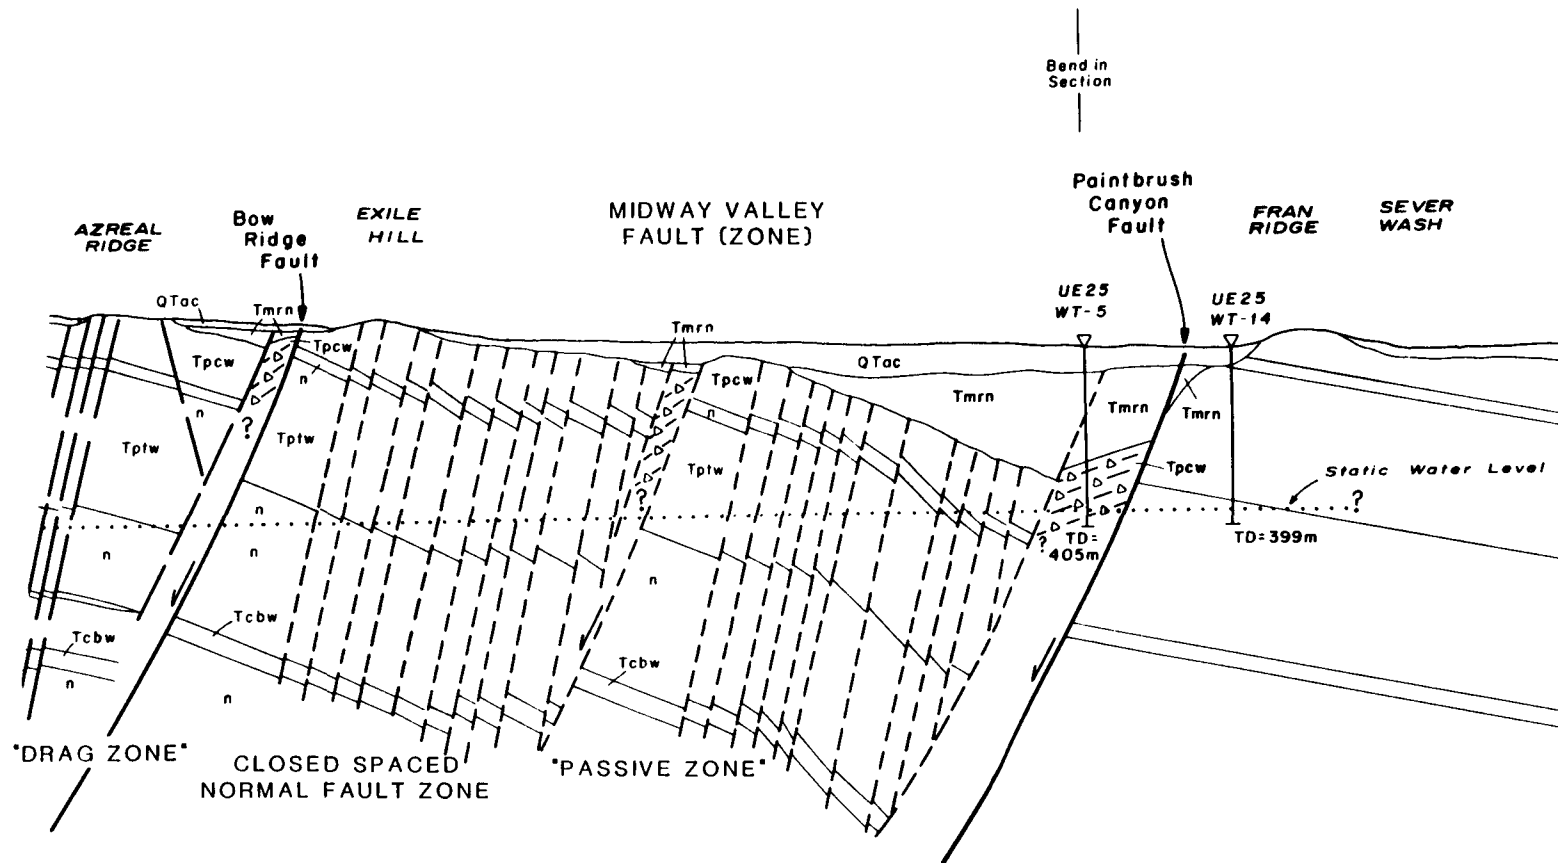 Bend in
Section
Paintbrush
Canyon
Fault
AZREAL
RIDGE
Bow
Ridge
Fault
EXILE
HILL
MIDWAY VALLEY
FAULT (ZONE)
FRAN
RIDGE
SEVER
WASH
UE25
WT-5
UE25
WT-14
QTac
Tmrn
Tmrn
QTac
Tpcw
Tpcw
n
Tpcw
n
Tmrn
Tmrn
Tmrn
n
?
Tptw
Tptw
Tptw
Tpcw
Static Water Level
?
?
n
n
n
n
?
TD=
405m
TD=399m
Tcbw
Tcbw
Tcbw
n
n
"DRAG ZONE"
CLOSED SPACED
NORMAL FAULT ZONE
"PASSIVE ZONE"